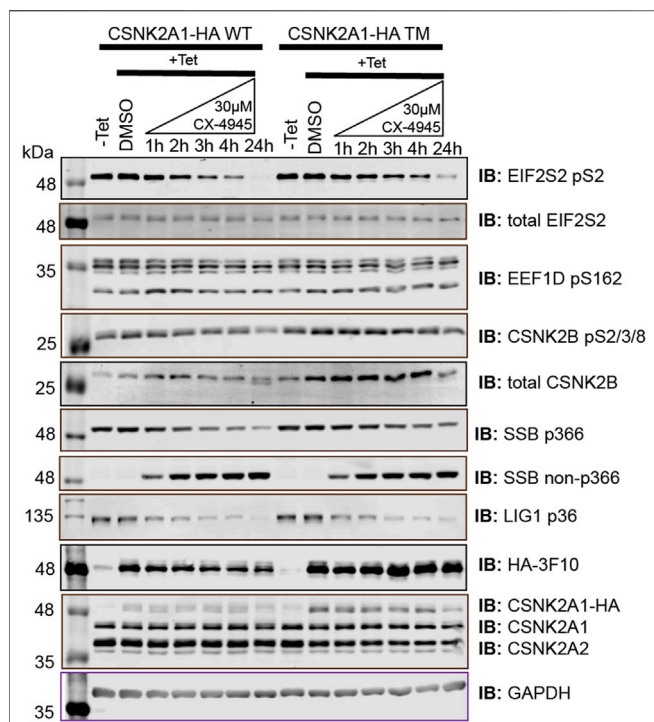 CSNK2A1-HA WT CSNK2A1-HA TM
+Tet +Tet
30µM 30µM
CX-4945 CX-4945
kDa -Tet DMSO 1h 2h 3h 4h 24h -Tet DMSO 1h 2h 3h 4h 24h
48 IB: EIF2S2 pS2
48 IB: total EIF2S2
35 IB: EEF1D pS162
25 IB: CSNK2B pS2/3/8
25 IB: total CSNK2B
48 IB: SSB p366
48 IB: SSB non-p366
135 IB: LIG1 p36
48 IB: HA-3F10
48 IB: CSNK2A1-HA
IB: CSNK2A1
35 IB: CSNK2A2
35 IB: GAPDH